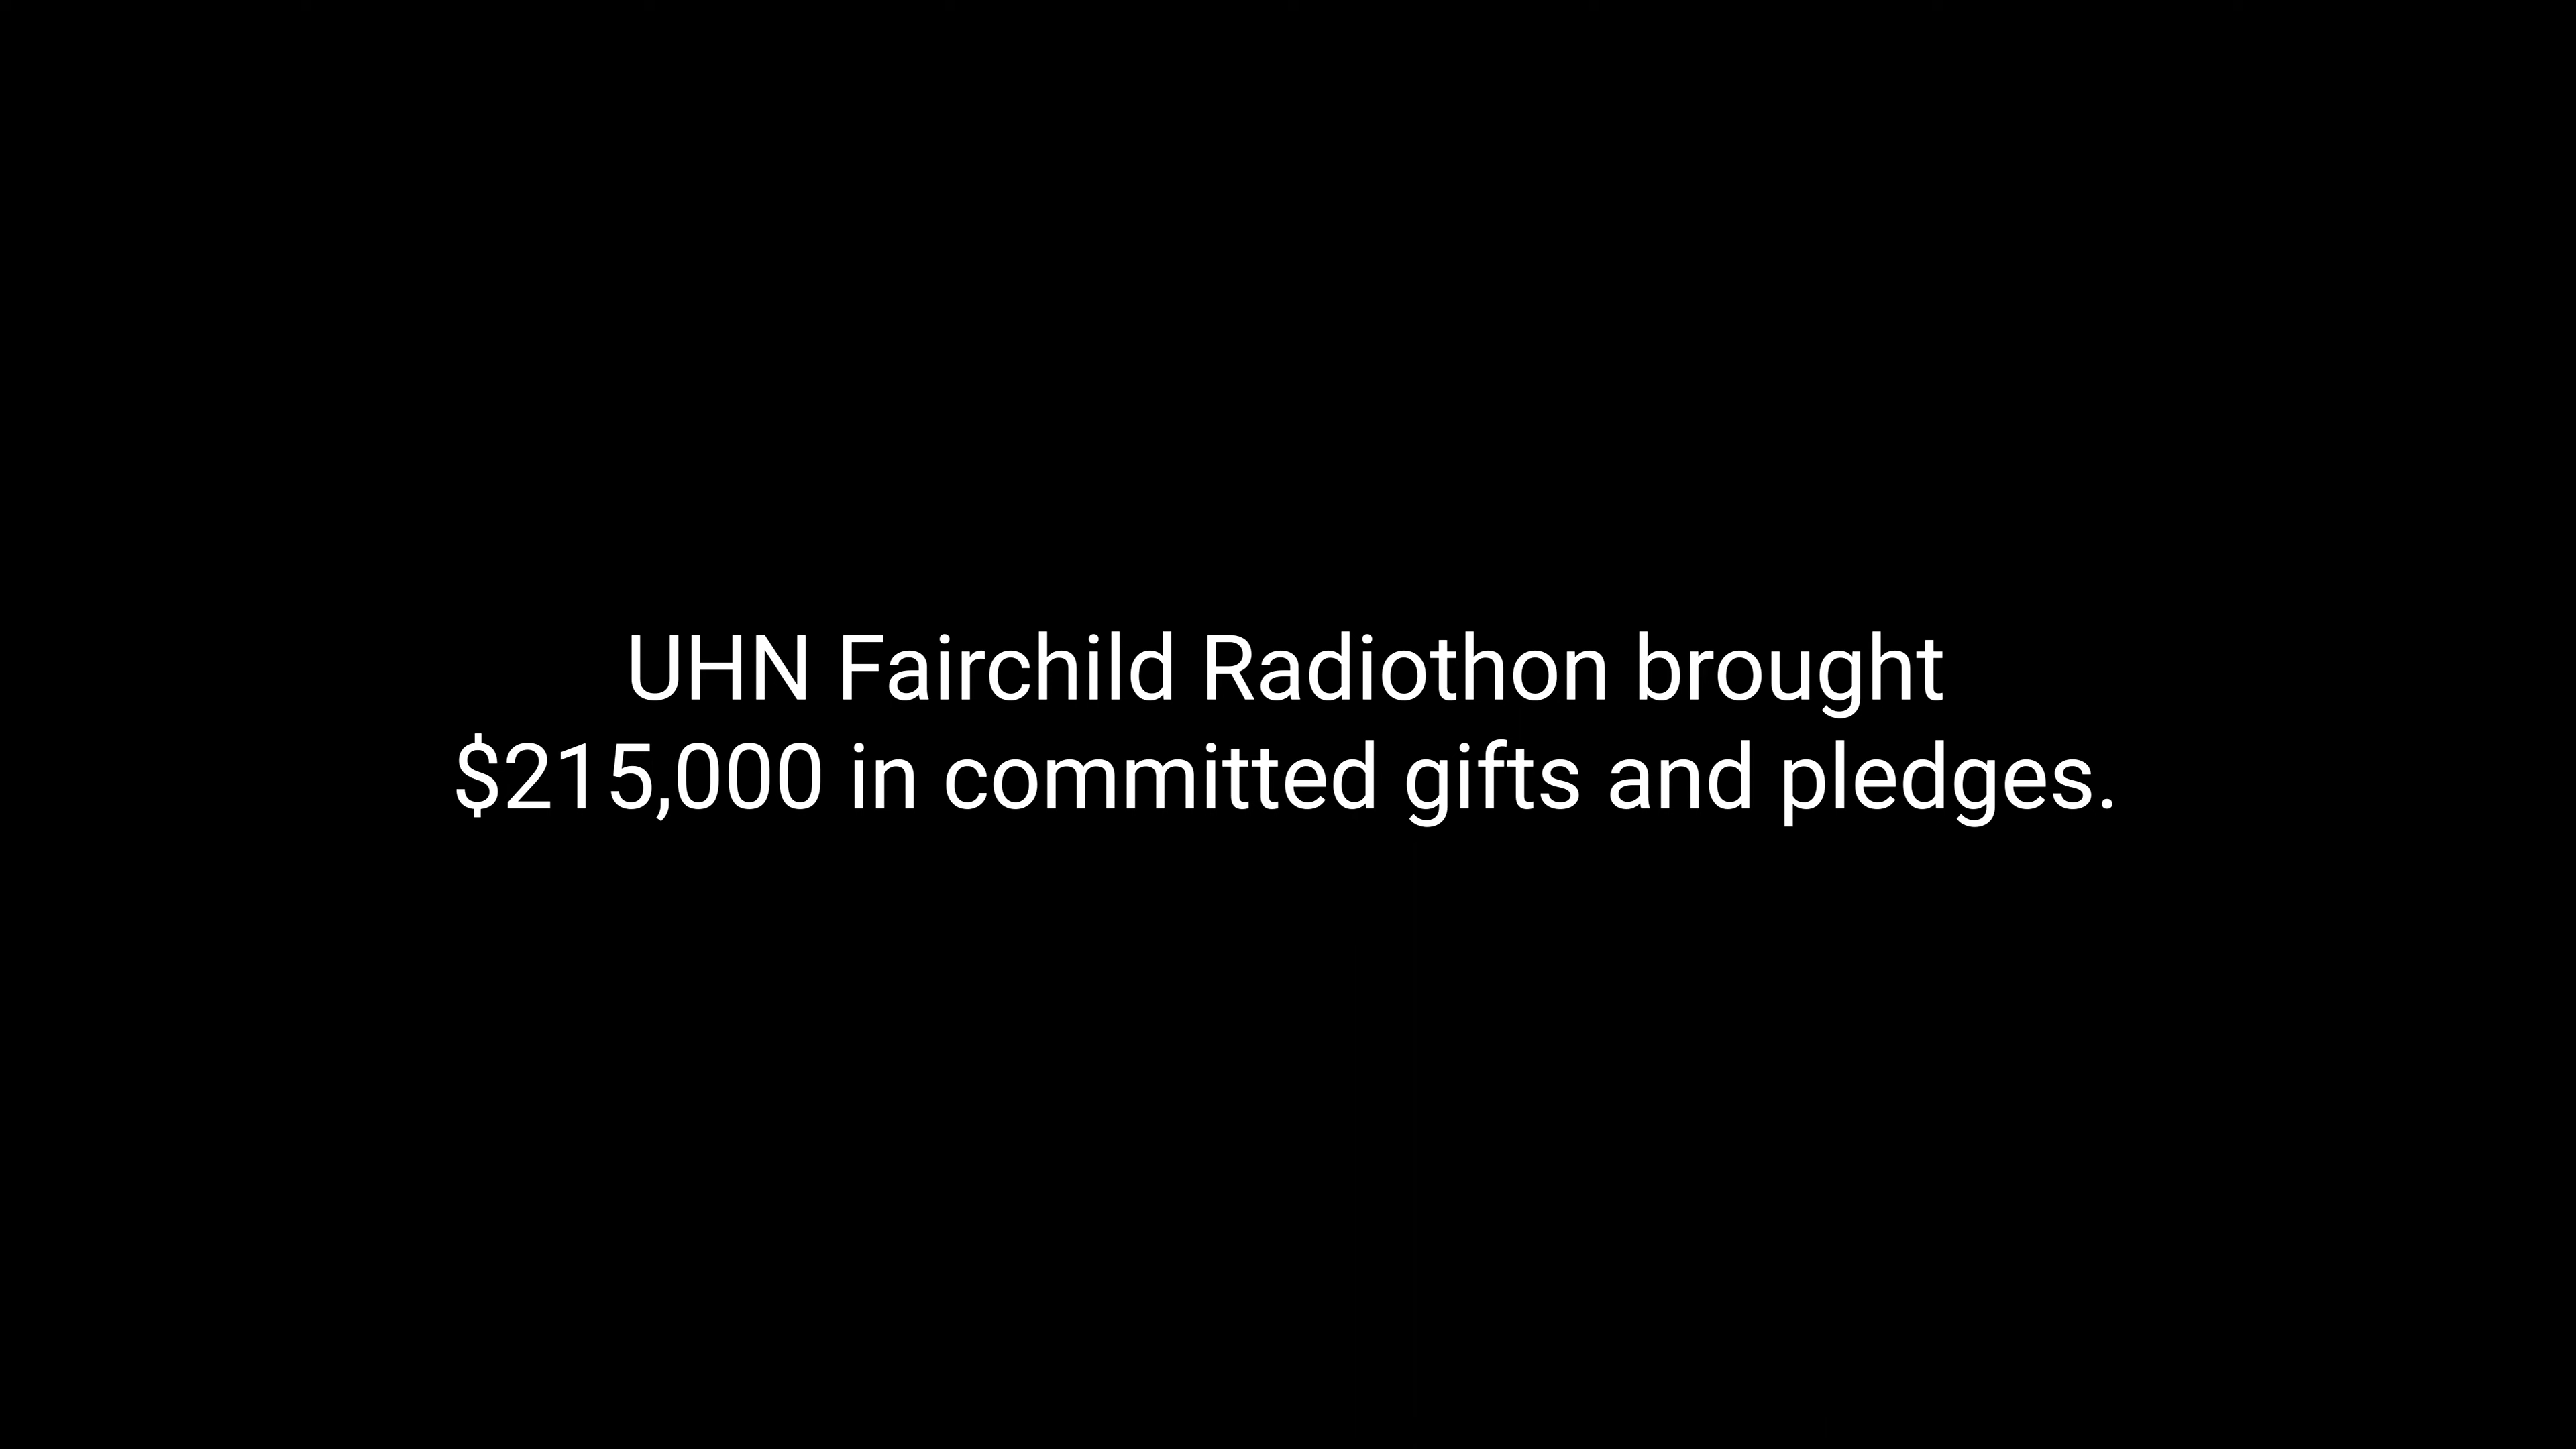 UHN Fairchild Radiothon brought
$215,000 in committed gifts and pledges.